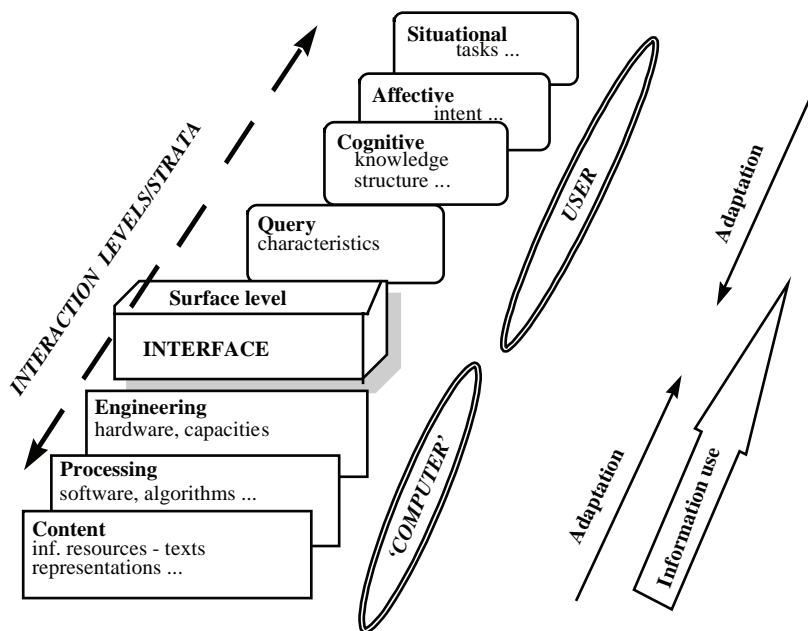 Situational
tasks ...
Affective
intent ...
Cognitive
knowledge
structure ...
Query
characteristics
Surface level
INTERFACE
Engineering
hardware, capacities
Processing
software, algorithms ...
Content
inf. resources - texts
representations ...
INTERACTION LEVELS/STRATA
USER
'COMPUTER'
Adaptation
Adaptation
Information use